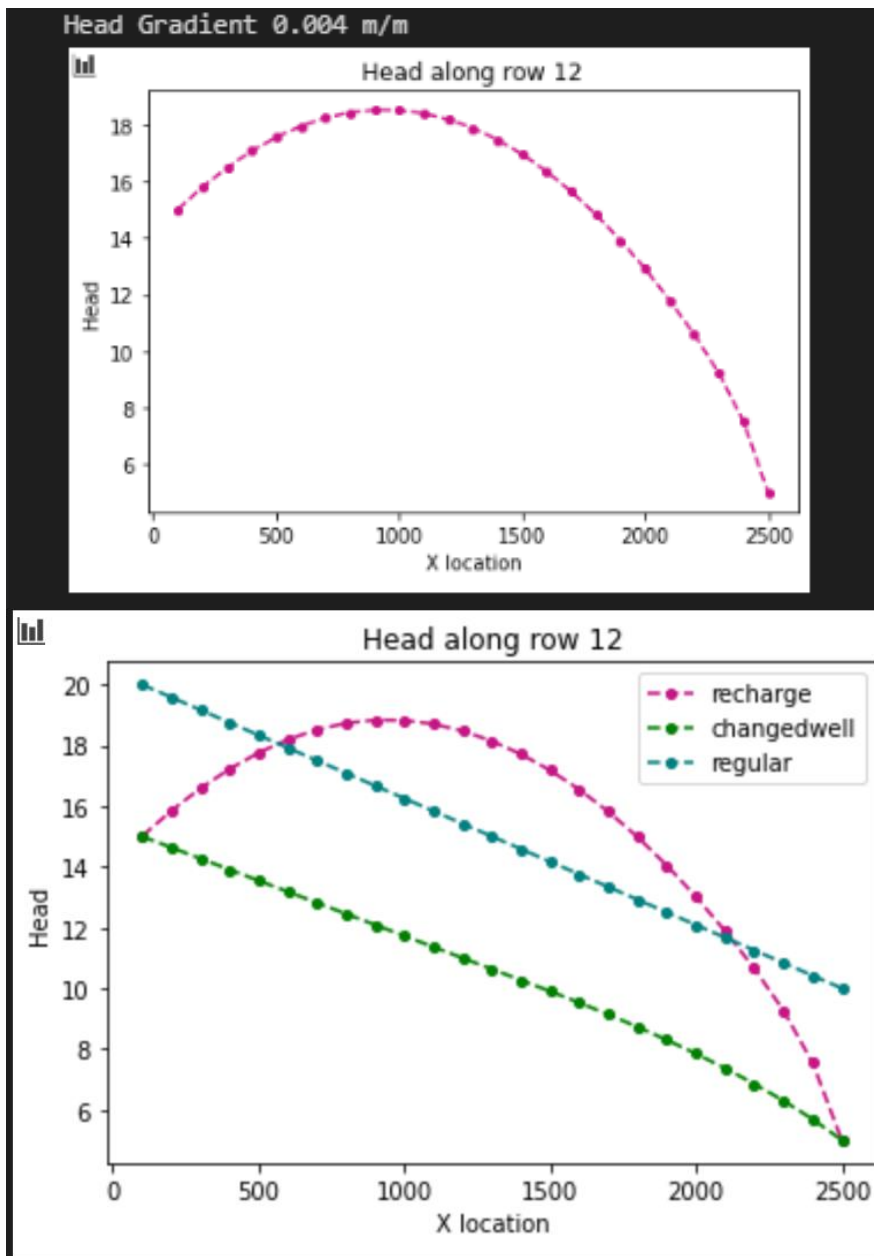 Head Gradient 0.004 m/m
Head along row 12
18
16
14
12
10
8
6
Head
0 500 1000 1500 2000 2500
X location
Head along row 12
20
18
16
14
12
10
8
6
Head
recharge
changedwell
regular
0 500 1000 1500 2000 2500
X location